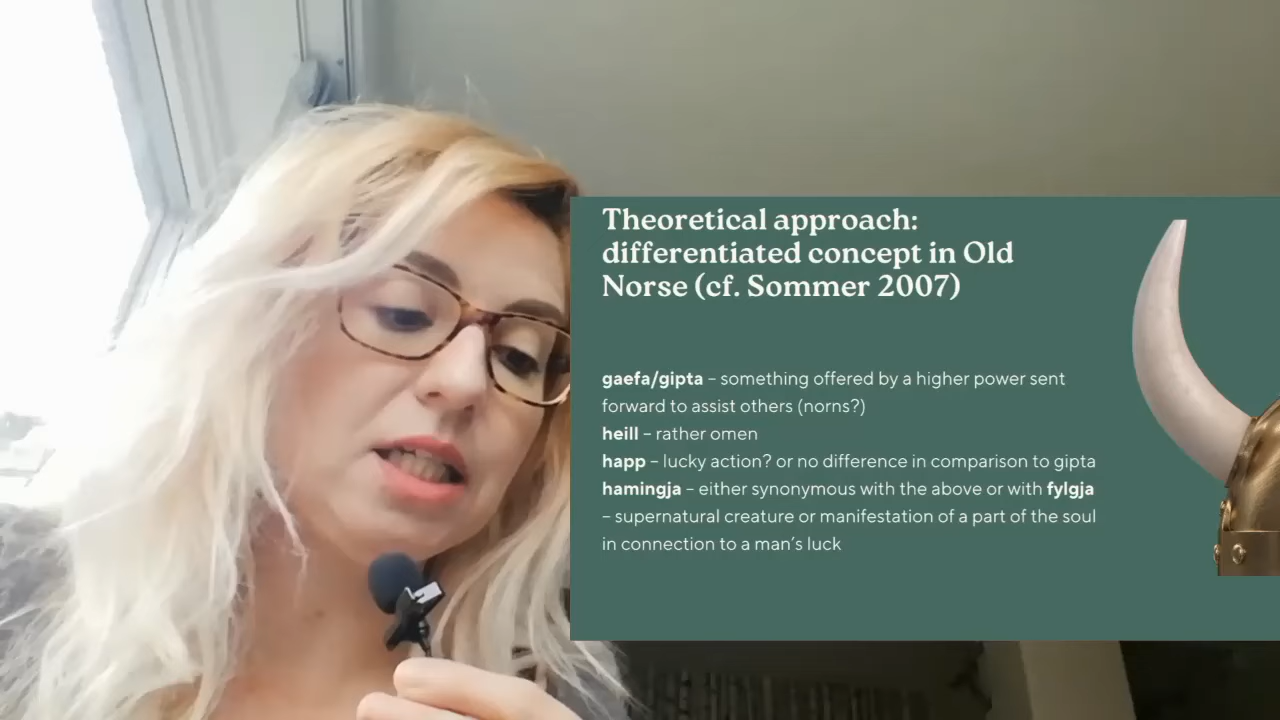 Theoretical approach:
differentiated concept in Old
Norse (cf. Sommer 2007)
gaefa/gipta – something offered by a higher power sent
forward to assist others (norns?)
heill – rather omen
happ – lucky action? or no difference in comparison to gipta
hamingja – either synonymous with the above or with fylgja
– supernatural creature or manifestation of a part of the soul
in connection to a man's luck